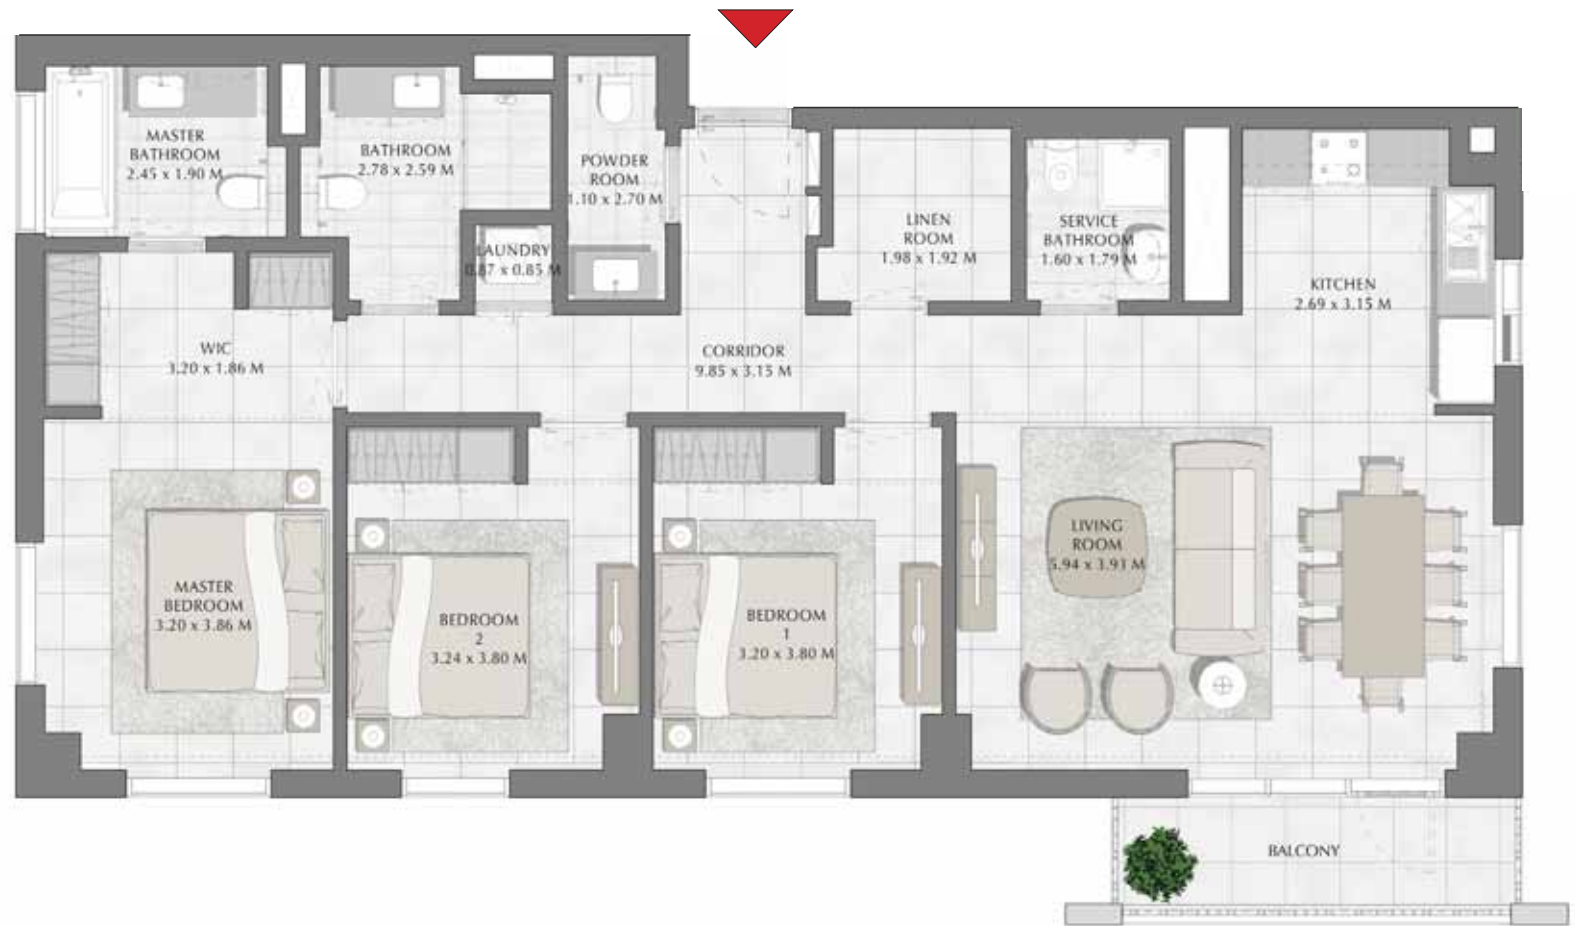 MASTER
BATHROOM
2.45 x 1.90 M
BATHROOM
2.78 x 2.59 M
POWDER
ROOM
1.10 x 2.70 M
LAUNDRY
0.87 x 0.85 M
LINEN
ROOM
1.98 x 1.92 M
SERVICE
BATHROOM
1.60 x 1.79 M
KITCHEN
2.69 x 3.15 M
WIC
3.20 x 1.86 M
CORRIDOR
9.85 x 3.15 M
MASTER
BEDROOM
3.20 x 3.86 M
BEDROOM
2
3.24 x 3.80 M
BEDROOM
1
3.20 x 3.80 M
LIVING
ROOM
5.94 x 3.93 M
BALCONY